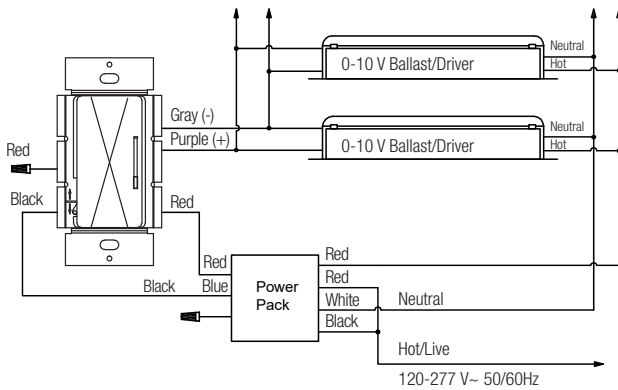 Neutral
0-10 V Ballast/Driver
Hot
Gray (-)
Neutral
Purple (+)
0-10 V Ballast/Driver
Hot
Red
Black
Red
Red
Red
Red
Black
Blue
Power
Pack
White
Neutral
Black
Hot/Live
120-277 V~ 50/60Hz